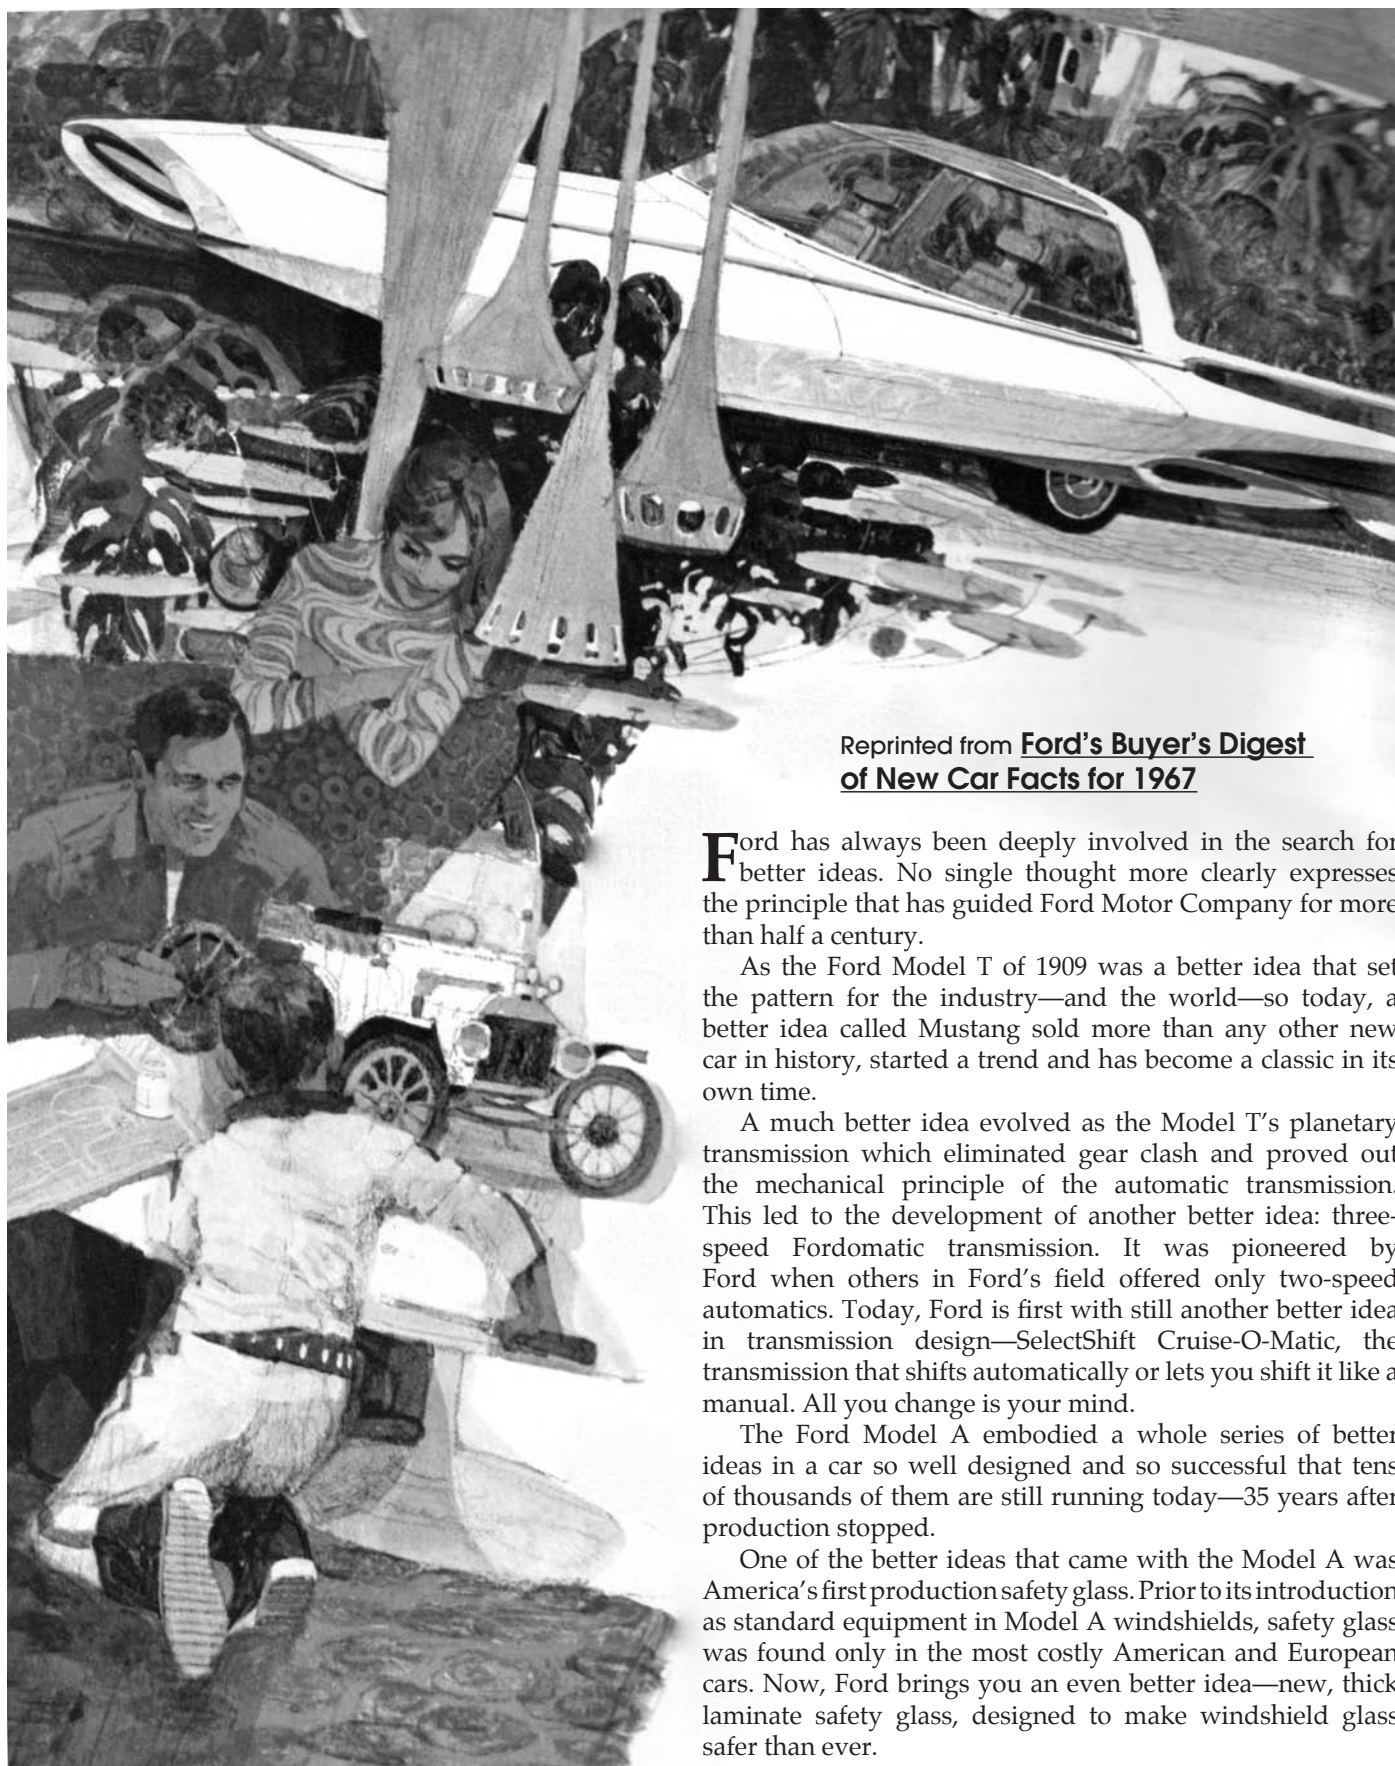 Reprinted from Ford’s Buyer’s Digest
of New Car Facts for 1967
Ford has always been deeply involved in the search for
better ideas. No single thought more clearly expresses
the principle that has guided Ford Motor Company for more
than half a century.
As the Ford Model T of 1909 was a better idea that set
the pattern for the industry—and the world—so today, a
better idea called Mustang sold more than any other new
car in history, started a trend and has become a classic in its
own time.
A much better idea evolved as the Model T’s planetary
transmission which eliminated gear clash and proved out
the mechanical principle of the automatic transmission.
This led to the development of another better idea: three-
speed Fordomatic transmission. It was pioneered by
Ford when others in Ford’s field offered only two-speed
automatics. Today, Ford is first with still another better idea
in transmission design—SelectShift Cruise-O-Matic, the
transmission that shifts automatically or lets you shift it like a
manual. All you change is your mind.
The Ford Model A embodied a whole series of better
ideas in a car so well designed and so successful that tens
of thousands of them are still running today—35 years after
production stopped.
One of the better ideas that came with the Model A was
America’s first production safety glass. Prior to its introduction
as standard equipment in Model A windshields, safety glass
was found only in the most costly American and European
cars. Now, Ford brings you an even better idea—new, thick
laminate safety glass, designed to make windshield glass
safer than ever.